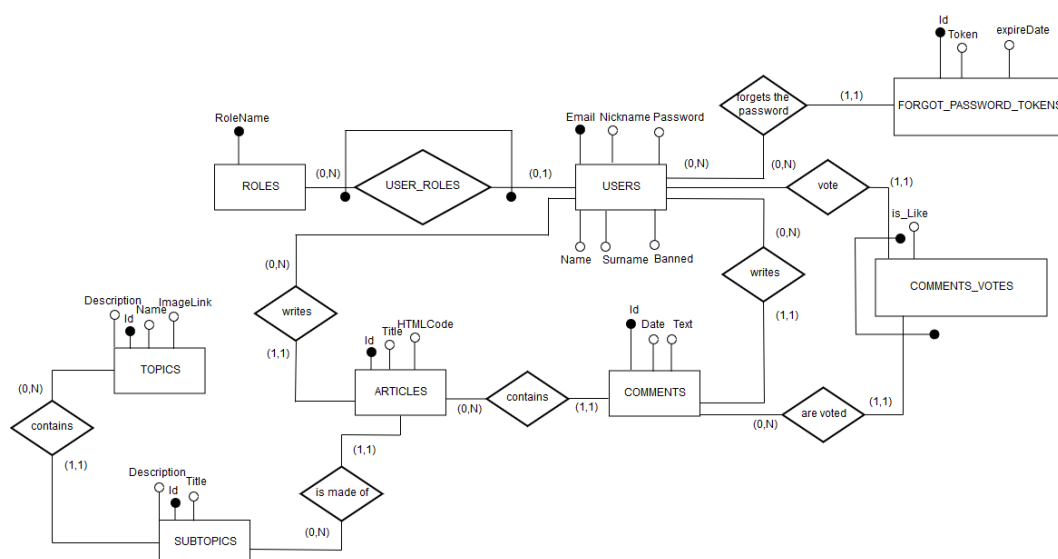 Id
Token
expireDate
forgets the
password
(1,1)
FORGOT_PASSWORD_TOKENS
RoleName
Email
Nickname
Password
(0,N)
(0,N)
ROLES
(0,N)
USER_ROLES
(0,1)
USERS
vote
(1,1)
is_Like
Name
Surname
Banned
(0,N)
(0,N)
writes
COMMENTS_VOTES
Description
Id
Name
ImageLink
writes
(1,1)
TOPICS
Id
Title
HTMLCode
Id
Date
Text
(1,1)
(0,N)
ARTICLES
(0,N)
contains
(1,1)
COMMENTS
(0,N)
are voted
(1,1)
contains
(1,1)
(1,1)
Description
Id
Title
is made of
(0,N)
SUBTOPICS